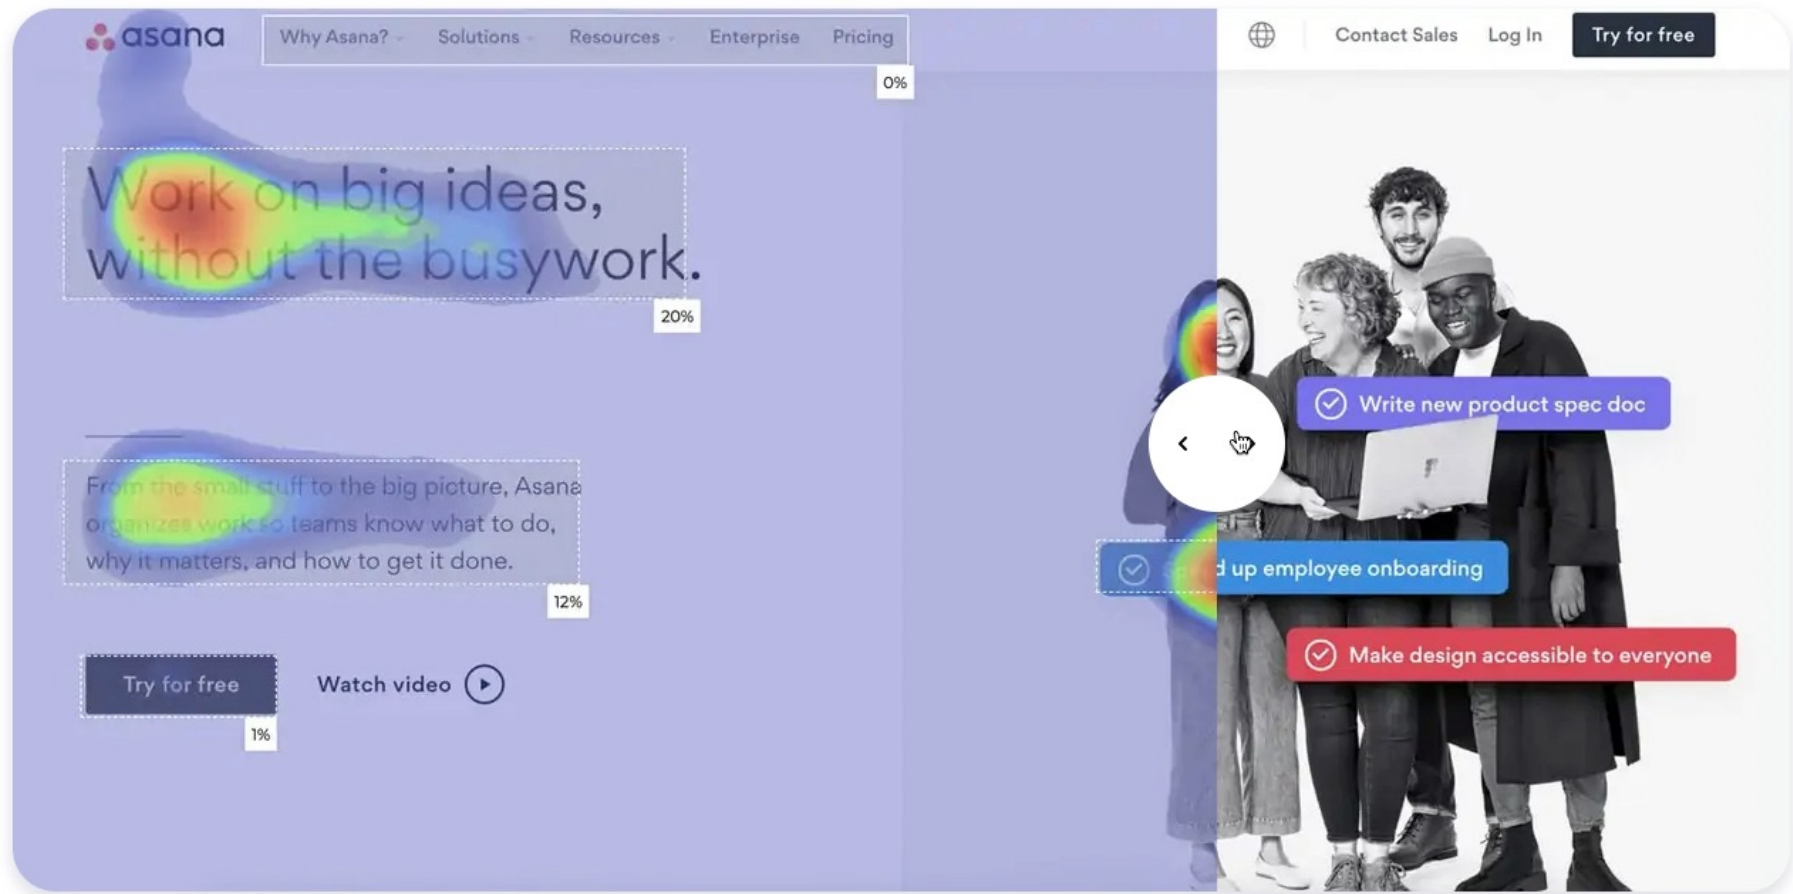 asana
Why Asana?
Solutions
Resources
Enterprise
Pricing
Contact Sales
Log In
Try for free
0%
Work on big ideas,
without the busywork.
20%
From the small stuff to the big picture, Asana
organizes work so teams know what to do,
why it matters, and how to get it done.
12%
Try for free
Watch video
1%
Write new product spec doc
up employee onboarding
Make design accessible to everyone